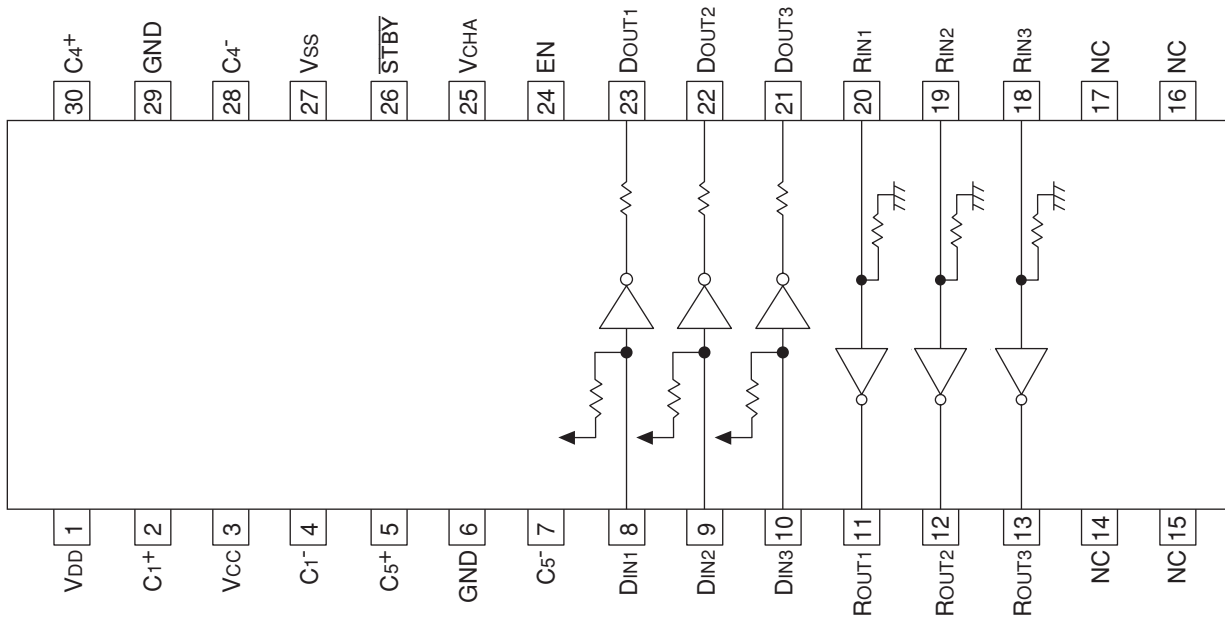 C4+
GND
C4-
VSS
STBY
VCHA
EN
DOUT1
DOUT2
DOUT3
RIN1
RIN2
RIN3
NC
NC
30
29
28
27
26
25
24
23
22
21
20
19
18
17
16
1
2
3
4
5
6
7
8
9
10
11
12
13
14
15
VDD
C1+
VCC
C1-
C5+
GND
C5-
DIN1
DIN2
DIN3
ROUT1
ROUT2
ROUT3
NC
NC